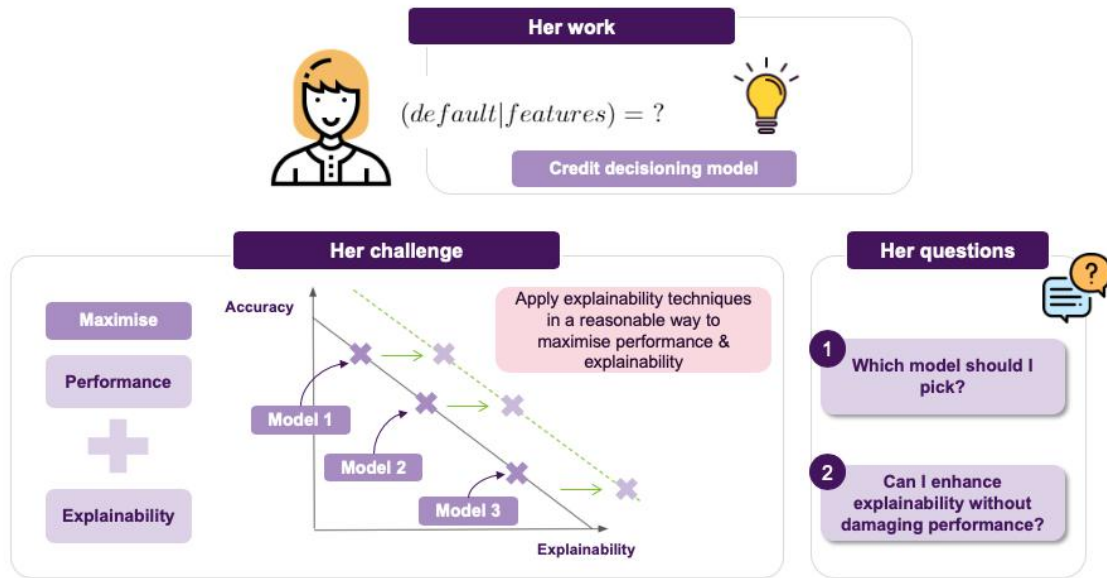 Her work
(default|features) = ?
Credit decisioning model
Her challenge
Maximise
Performance
Explainability
Accuracy
Apply explainability techniques
in a reasonable way to
maximise performance &
explainability
Model 1
Model 2
Model 3
Explainability
Her questions
?
1
Which model should I
pick?
2
Can I enhance
explainability without
damaging performance?